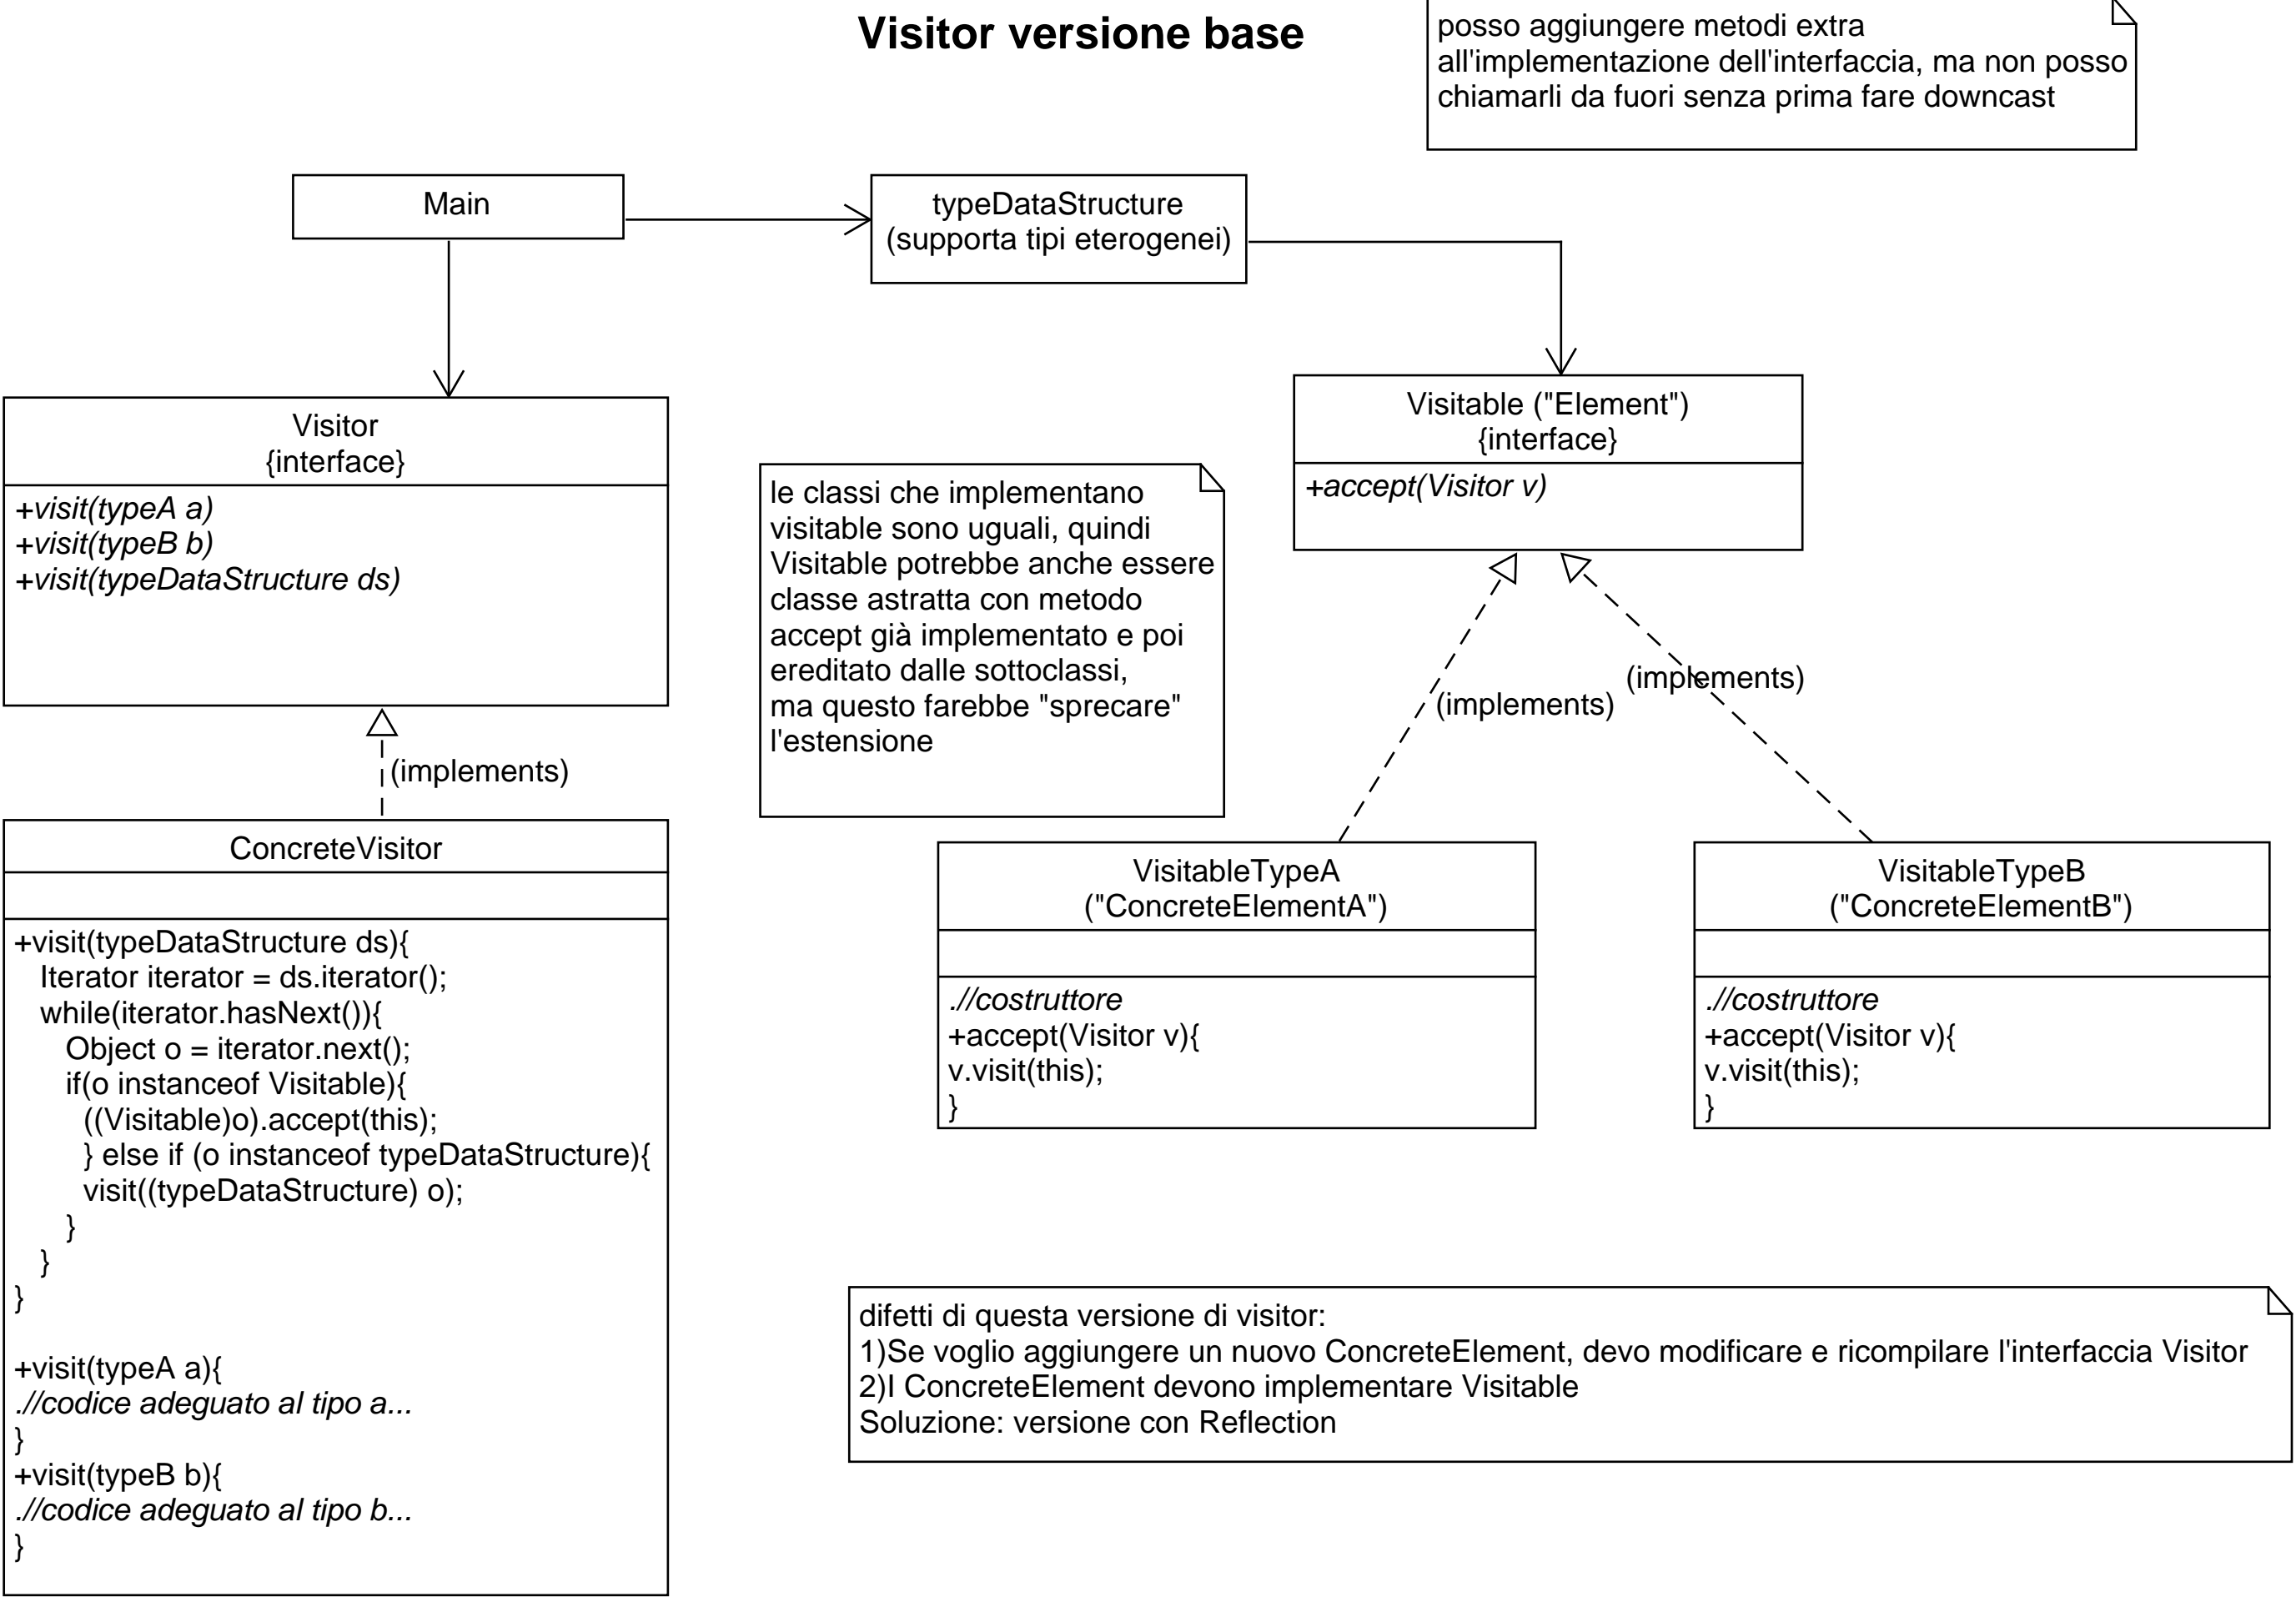 Visitor versione base
posso aggiungere metodi extra
all'implementazione dell'interfaccia, ma non posso
chiamarli da fuori senza prima fare downcast
Main
typeDataStructure
(supporta tipi eterogenei)
Visitor
{interface}
+visit(typeA a)
+visit(typeB b)
+visit(typeDataStructure ds)
le classi che implementano
visitable sono uguali, quindi
Visitable potrebbe anche essere
classe astratta con metodo
accept già implementato e poi
ereditato dalle sottoclassi,
ma questo farebbe "sprecare"
l'estensione
Visitable ("Element")
{interface}
+accept(Visitor v)
(implements)
(implements)
(implements)
ConcreteVisitor
+visit(typeDataStructure ds){
Iterator iterator = ds.iterator();
while(iterator.hasNext()){
Object o = iterator.next();
if(o instanceof Visitable){
((Visitable)o).accept(this);
} else if (o instanceof typeDataStructure){
visit((typeDataStructure) o);
}
}
}
+visit(typeA a){
.//codice adeguato al tipo a...
}
+visit(typeB b){
.//codice adeguato al tipo b...
}
VisitableTypeA
("ConcreteElementA")
.//costruttore
+accept(Visitor v){
v.visit(this);
}
VisitableTypeB
("ConcreteElementB")
.//costruttore
+accept(Visitor v){
v.visit(this);
}
difetti di questa versione di visitor:
1)Se voglio aggiungere un nuovo ConcreteElement, devo modificare e ricompilare l'interfaccia Visitor
2)I ConcreteElement devono implementare Visitable
Soluzione: versione con Reflection